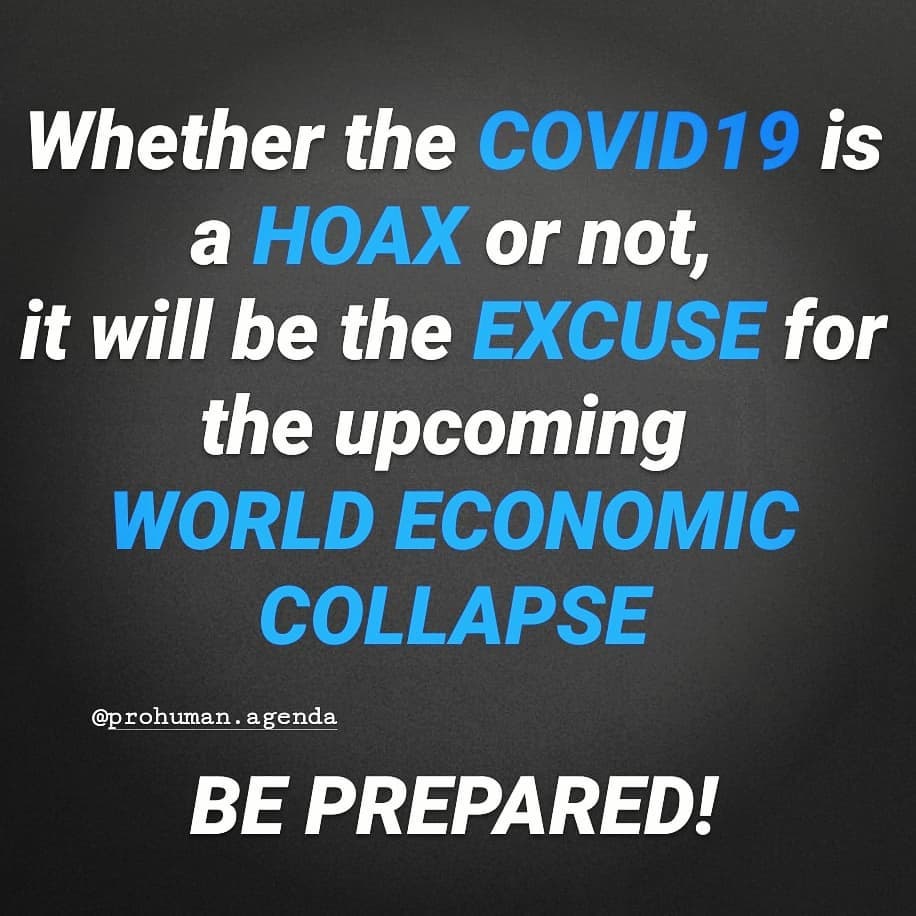 Whether the COVID19 is
a HOAX or not,
it will be the EXCUSE for
the upcoming
WORLD ECONOMIC
COLLAPSE
@prohuman.agenda
BE PREPARED!